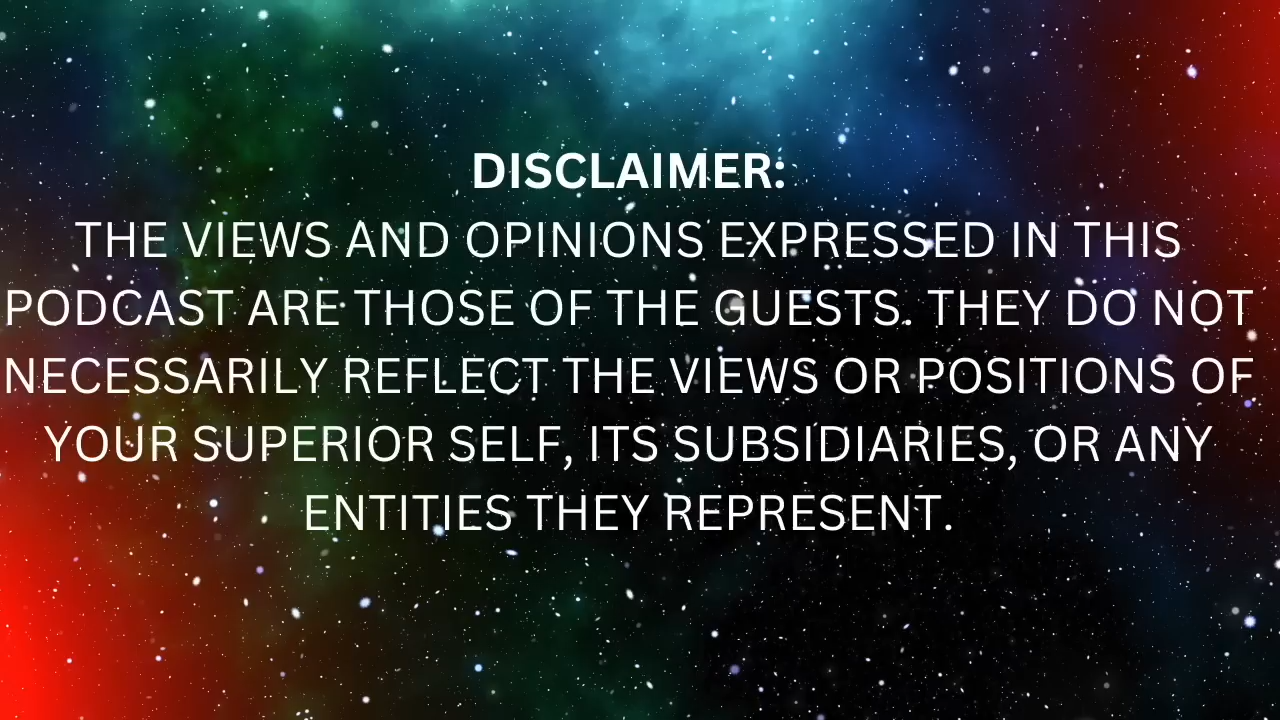 DISCLAIMER:
THE VIEWS AND OPINIONS EXPRESSED IN THIS
PODCAST ARE THOSE OF THE GUESTS. THEY DO NOT
NECESSARILY REFLECT THE VIEWS OR POSITIONS OF
YOUR SUPERIOR SELF, ITS SUBSIDIARIES, OR ANY
ENTITIES THEY REPRESENT.